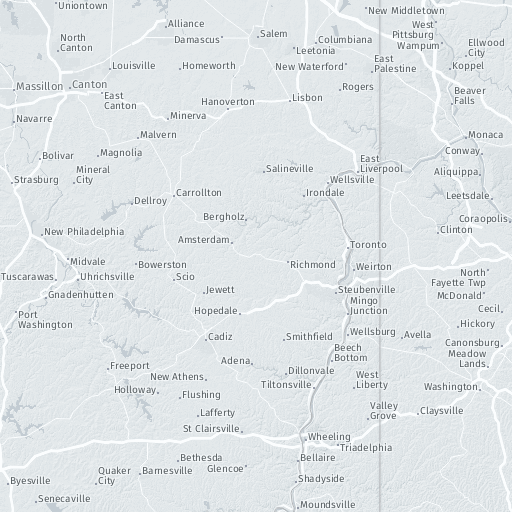 Uniontown
New Middletown
Alliance
West
Pittsburg
Salem
Damascus
Columbiana
North
Canton
Wampum
Ellwood
City
Leetonia
Louisville
Homeworth
New Waterford
East
Palestine
Koppel
Massillon
Canton
East
Canton
Rogers
Beaver
Falls
Hanoverton
Lisbon
Navarre
Minerva
Malvern
Monaca
Bolivar
Magnolia
Conway
Mineral
City
Salineville
East
Liverpool
Aliquippa
Strasburg
Wellsville
Carrollton
Irondale
Leetsdale
Dellroy
Bergholz
Coraopolis
New Philadelphia
Clinton
Amsterdam
Toronto
Midvale
Bowerston
Richmond
Weirton
Tuscarawas
Uhrichsville
Scio
North
Fayette Twp
Gnadenhutten
Jewett
Steubenville
McDonald
Mingo
Junction
Hopedale
Cecil
Port
Washington
Hickory
Cadiz
Smithfield
Wellsburg
Avella
Canonsburg
Beech
Bottom
Meadow
Lands
Adena
Freeport
Dillonvale
New Athens
Tiltonsville
West
Liberty
Washington
Holloway
Flushing
Lafferty
Valley
Grove
Claysville
St Clairsville
Wheeling
Triadelphia
Bethesda
Bellaire
Quaker
City
Barnesville
Glencoe
Byesville
Shadyside
Senecaville
Moundsville